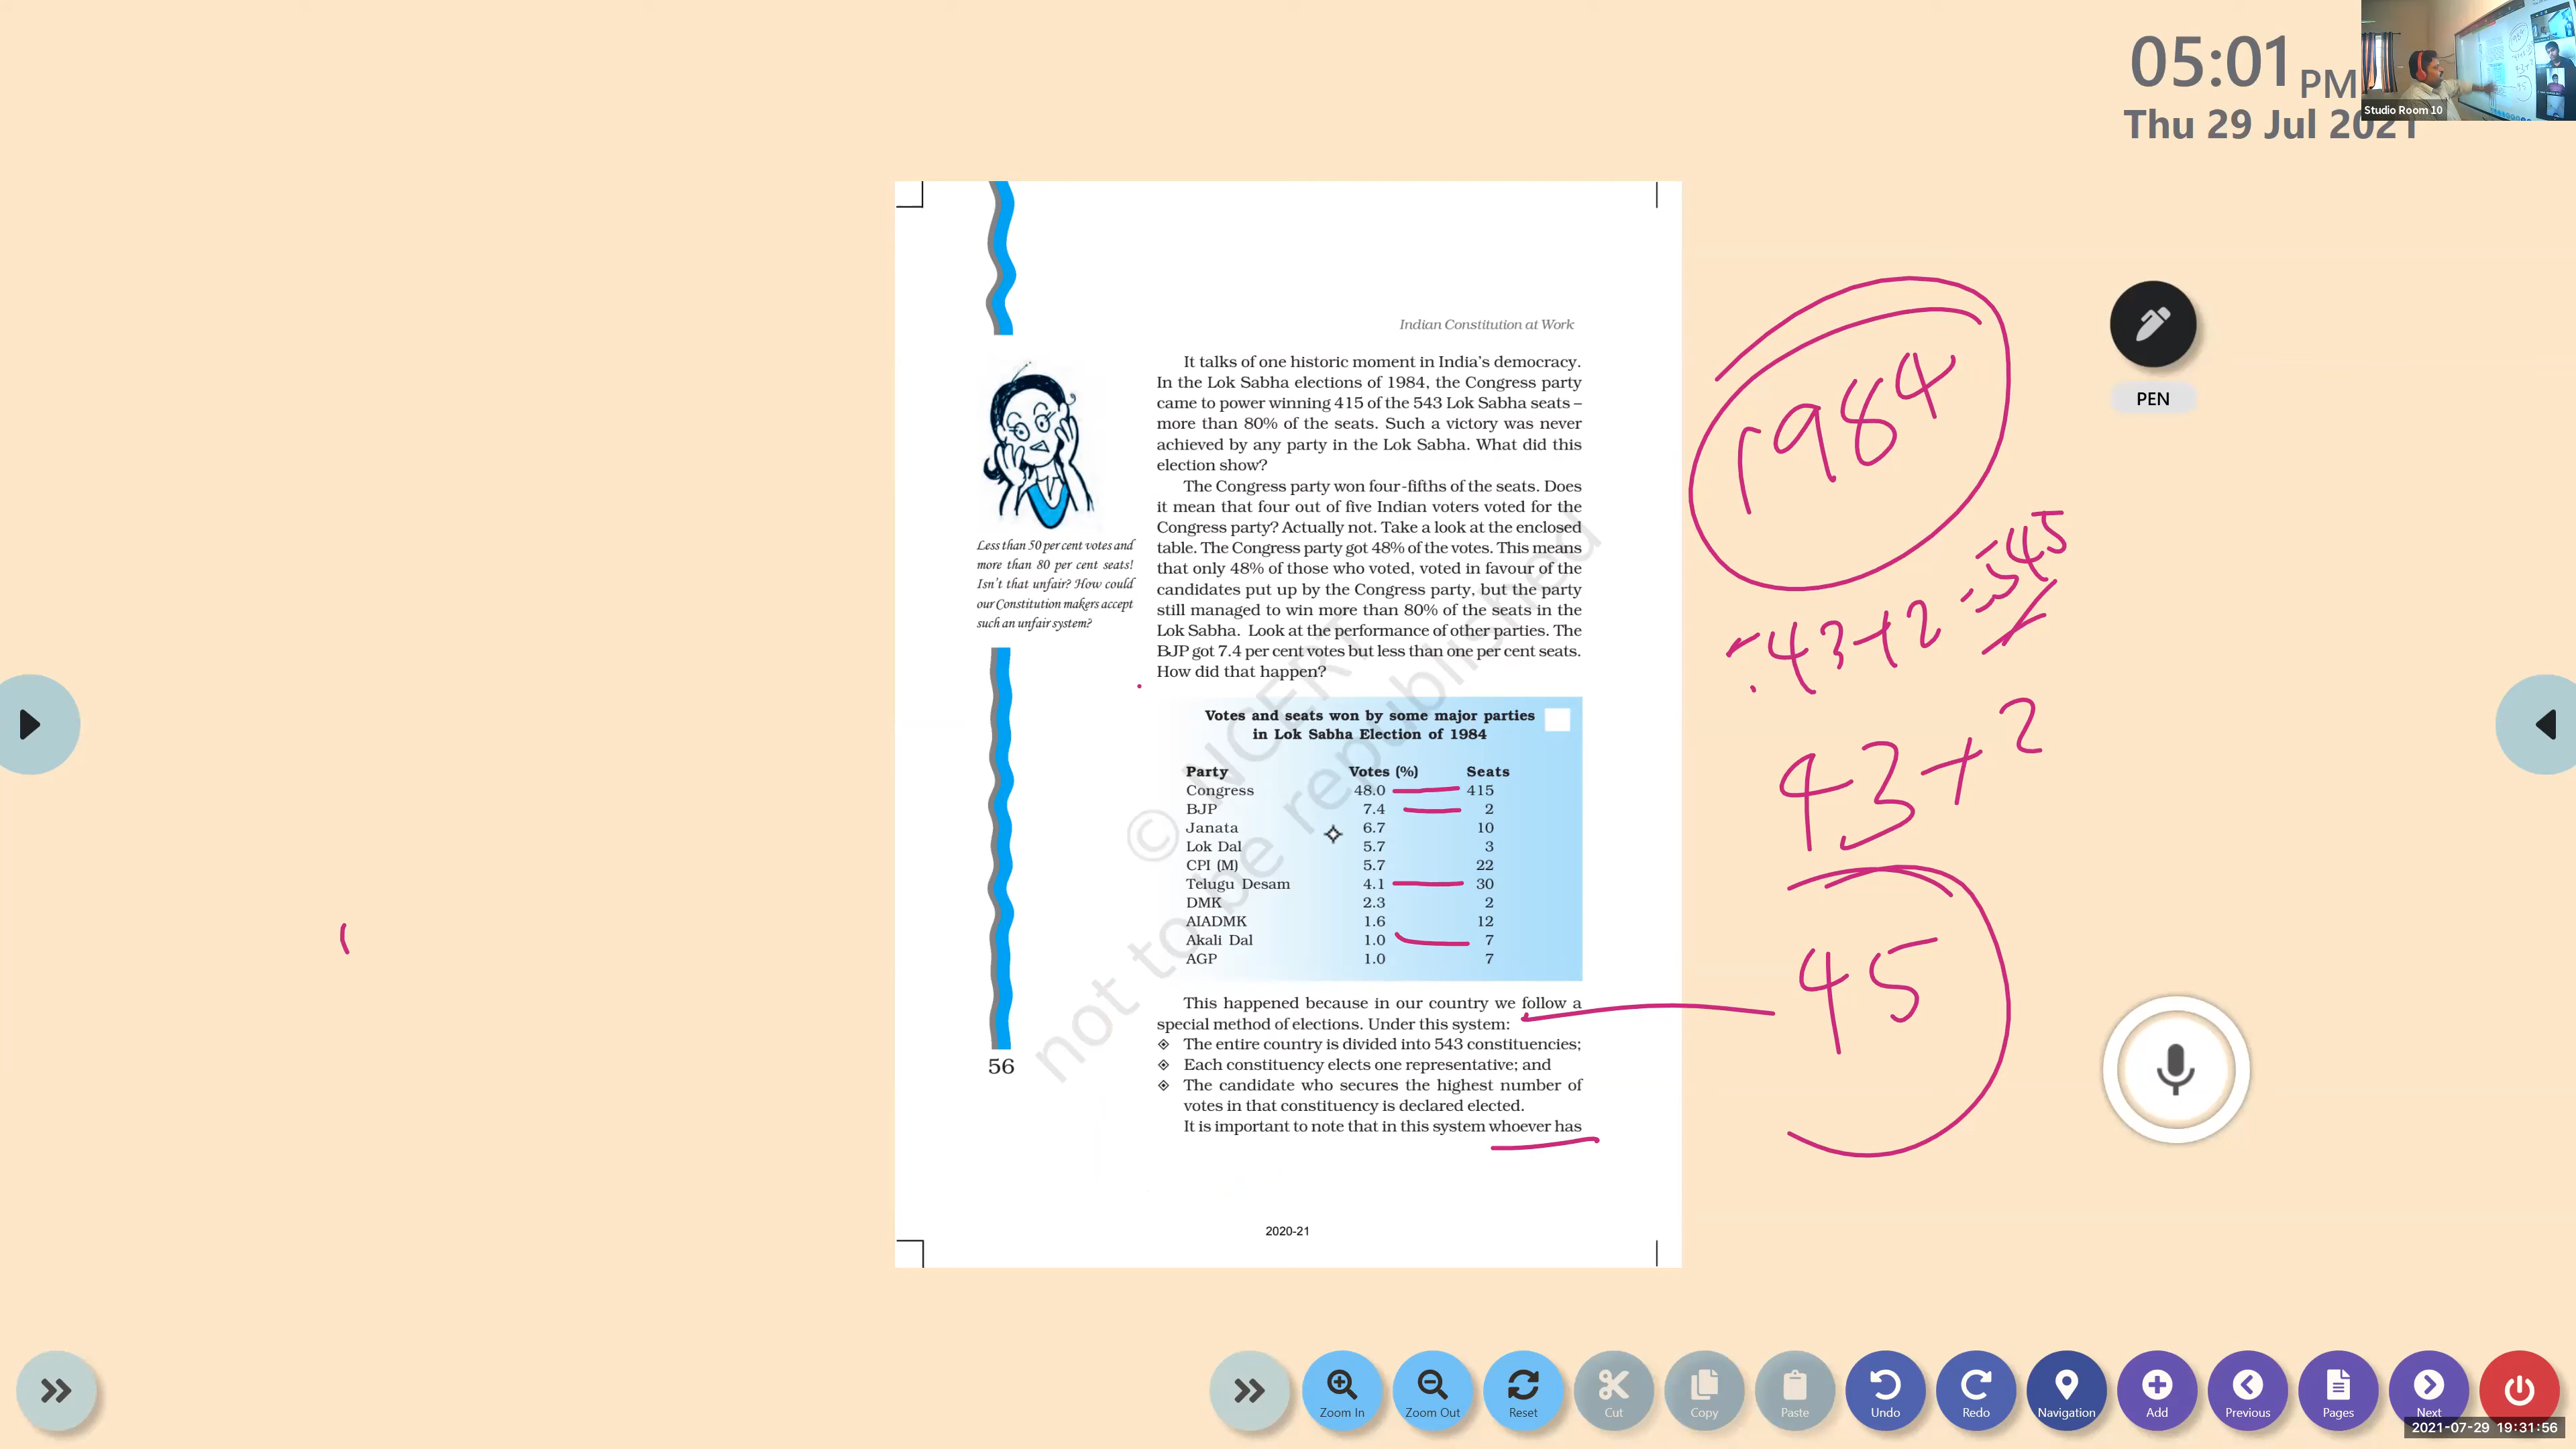 05:01 PM
Thu 29 Jul 2021
Studio Room 10
PEN
Indian Constitution at Work
It talks of one historic moment in India's democracy.
In the Lok Sabha elections of 1984, the Congress party
came to power winning 415 of the 543 Lok Sabha seats –
more than 80% of the seats. Such a victory was never
achieved by any party in the Lok Sabha. What did this
election show?
The Congress party won four-fifths of the seats. Does
it mean that four out of five Indian voters voted for the
Congress party? Actually not. Take a look at the enclosed
table. The Congress party got 48% of the votes. This means
that only 48% of those who voted, voted in favour of the
candidates put up by the Congress party, but the party
still managed to win more than 80% of the seats in the
Lok Sabha. Look at the performance of other parties. The
BJP got 7.4 per cent votes but less than one per cent seats.
How did that happen?
Less than 50 per cent votes and
more than 80 per cent seats!
Isn't that unfair? How could
our Constitution makers accept
such an unfair system?
Votes and seats won by some major parties
in Lok Sabha Election of 1984
Party Votes (%) Seats
Congress 48.0 415
BJP 7.4 2
Janata 6.7 10
Lok Dal 5.7 3
CPI (M) 5.7 22
Telugu Desam 4.1 30
DMK 2.3 2
AIADMK 1.6 12
Akali Dal 1.0 7
AGP 1.0 7
This happened because in our country we follow a
special method of elections. Under this system:
The entire country is divided into 543 constituencies;
Each constituency elects one representative; and
The candidate who secures the highest number of
votes in that constituency is declared elected.
It is important to note that in this system whoever has
56
2020-21
© NCERT
not to be republished
1984
543+2=545
43+2
45
Zoom In
Zoom Out
Reset
Cut
Copy
Paste
Undo
Redo
Navigation
Add
Previous
Pages
Next
2021-07-29 19:31:56